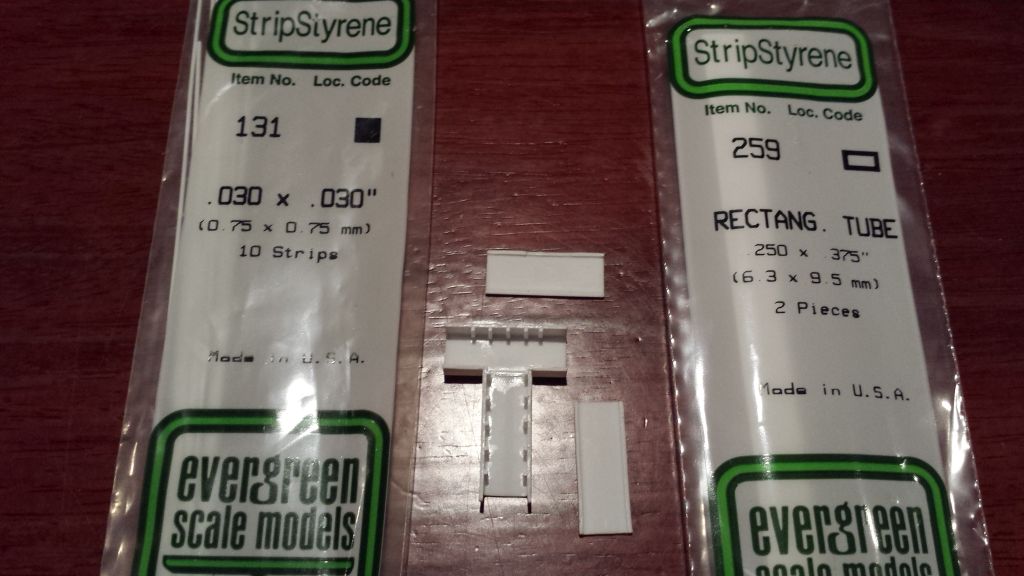 StripStyrene
Item No. Loc. Code
131
.030 x .030"
(0.75 x 0.75 mm)
10 Strips
Made in U.S.A.
evergreen
scale models
StripStyrene
Item No. Loc. Code
259
RECTANG. TUBE
.250 x .375"
(6.3 x 9.5 mm)
2 Pieces
Made in U.S.A.
evergreen
scale models